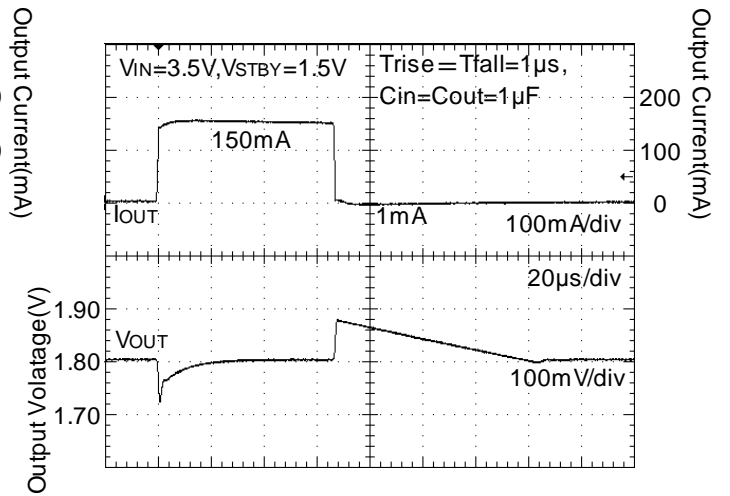 Output Current(mA)
VIN=3.5V,VSTBY=1.5V
Trise=Tfall=1µs,
Cin=Cout=1µF
Output Current(mA)
200
150mA
100
0
IOUT
1mA
100mA/div
20µs/div
Output Volatage(V)
1.90
VOUT
1.80
100mV/div
1.70